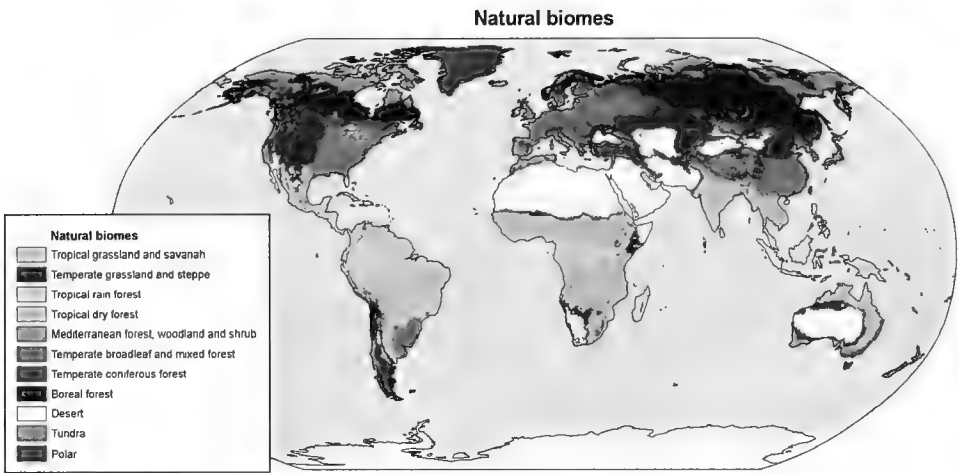 Natural biomes
Natural biomes
Tropical grassland and savanah
Temperate grassland and steppe
Tropical rain forest
Tropical dry forest
Mediterranean forest, woodland and shrub
Temperate broadleaf and mixed forest
Temperate coniferous forest
Boreal forest
Desert
Tundra
Polar